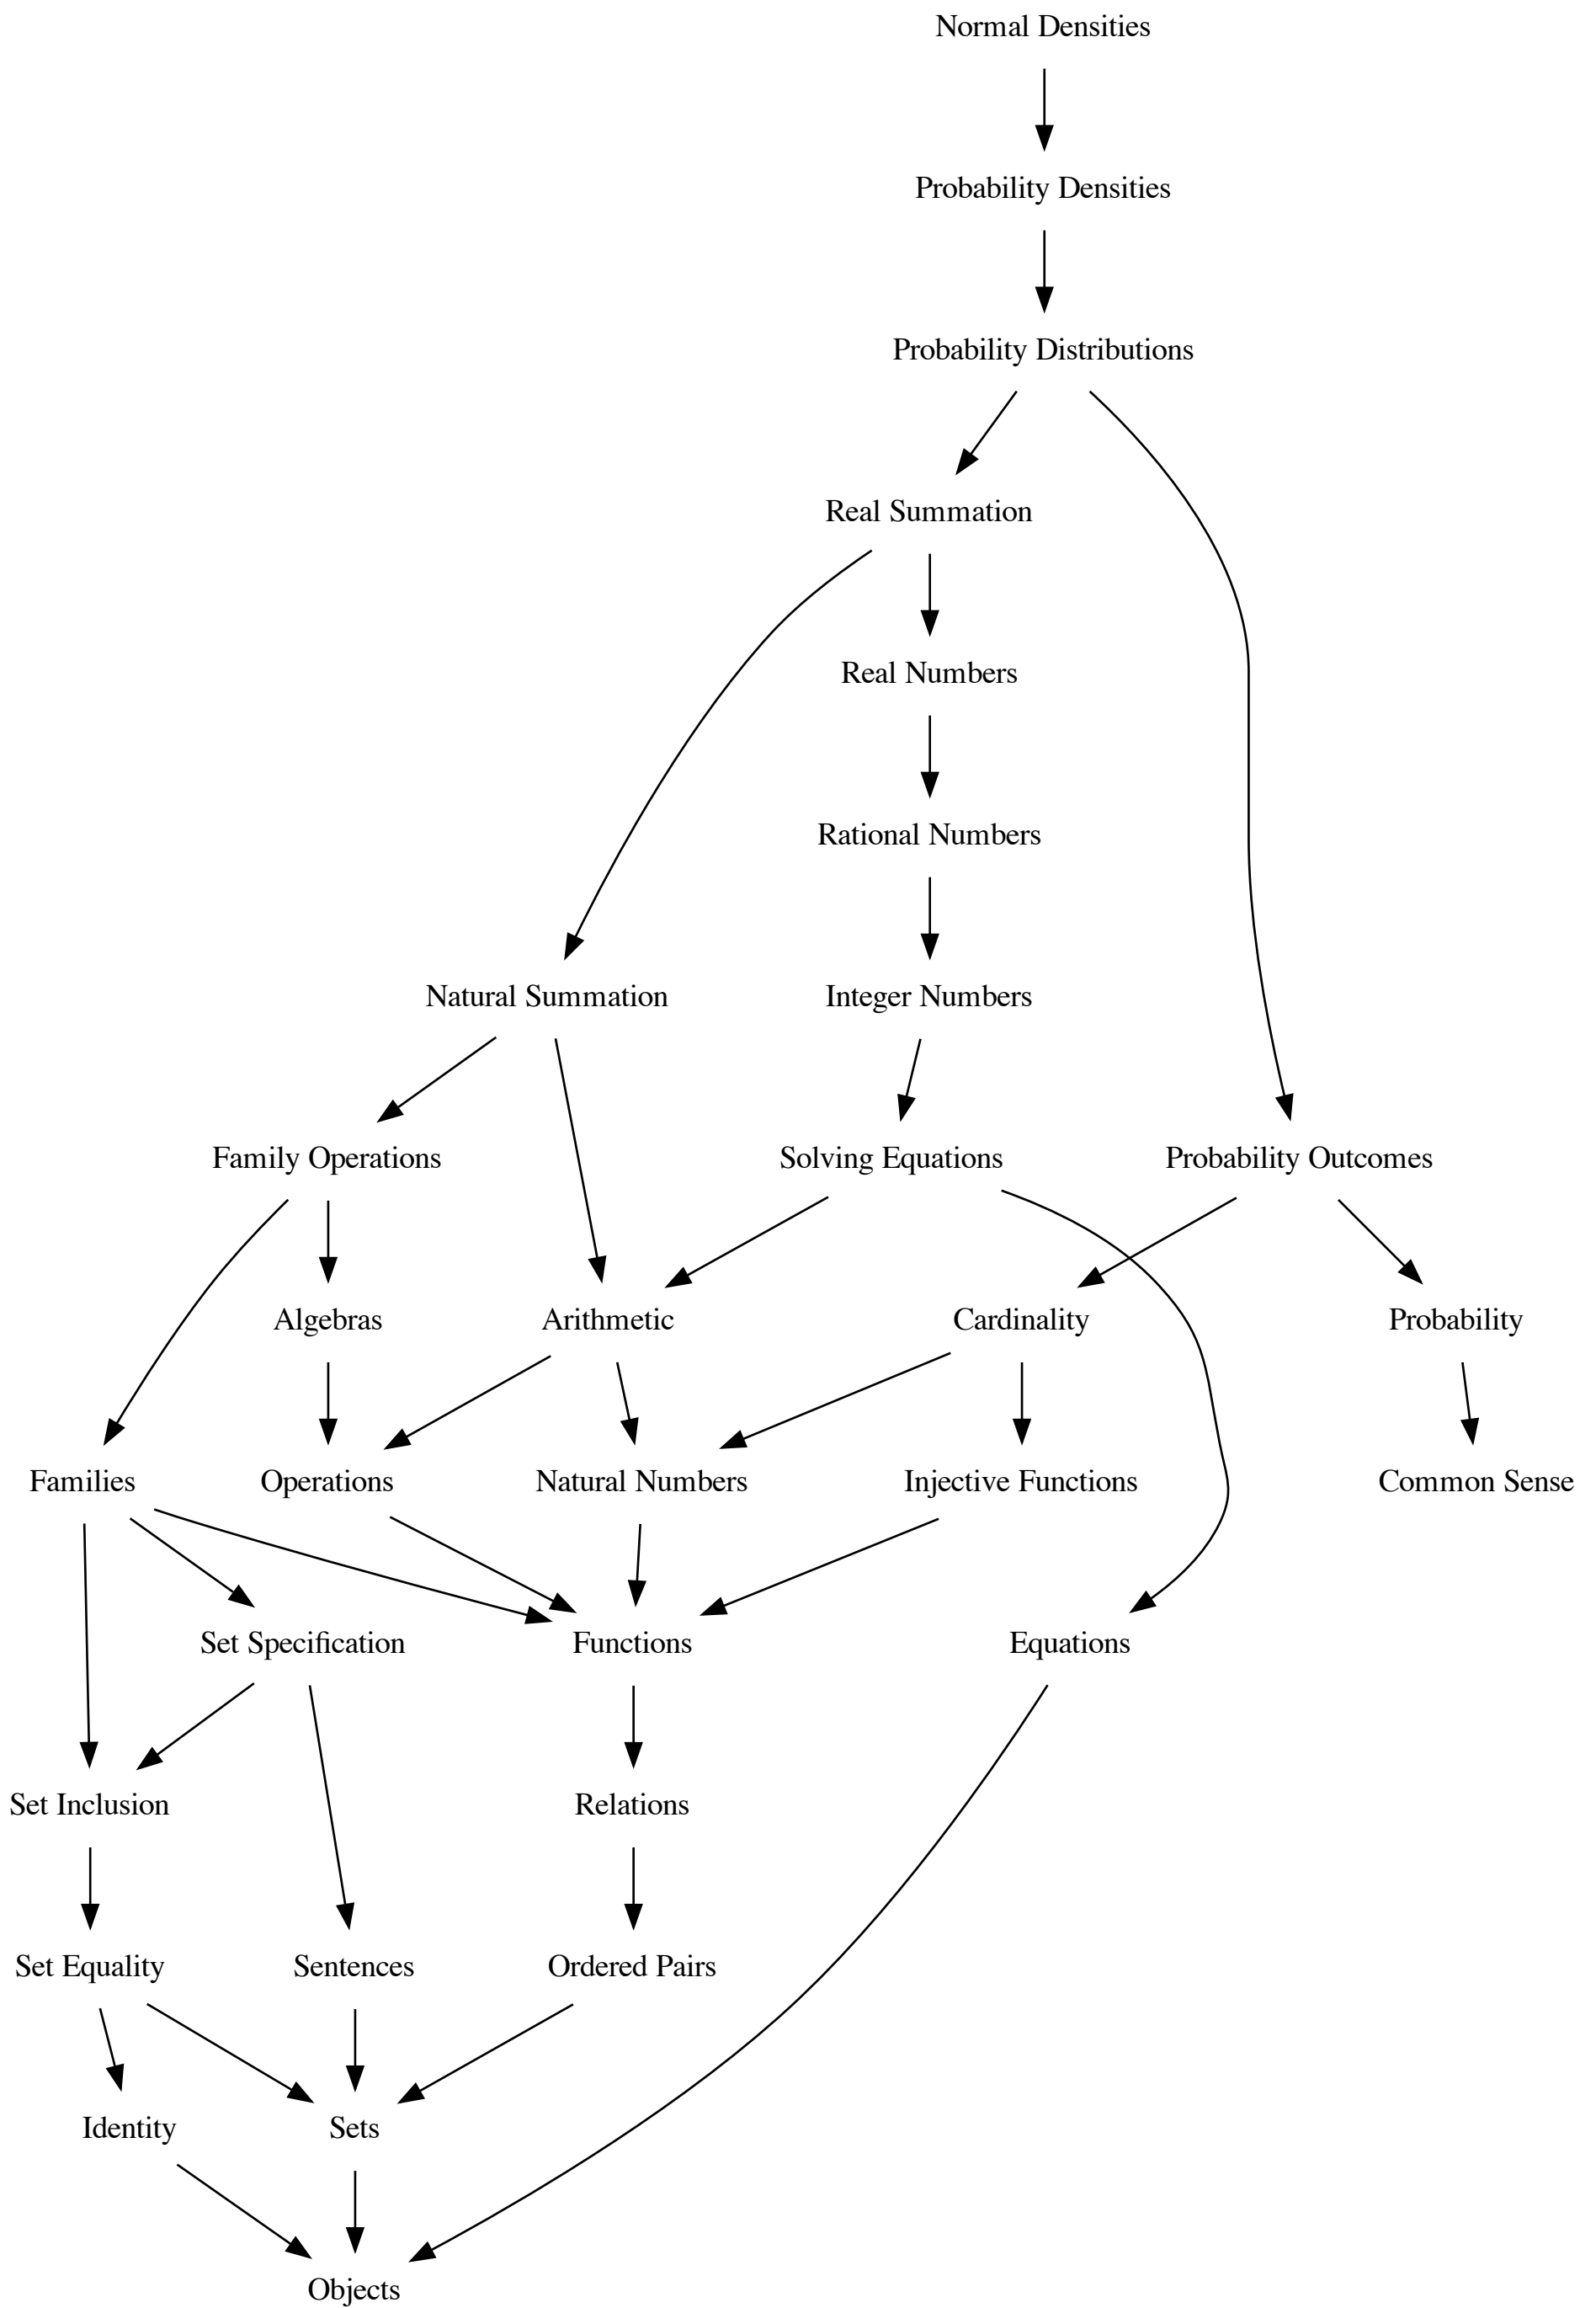 Normal Densities
Probability Densities
Probability Distributions
Real Summation
Real Numbers
Rational Numbers
Natural Summation
Integer Numbers
Family Operations
Solving Equations
Probability Outcomes
Algebras
Arithmetic
Cardinality
Probability
Families
Operations
Natural Numbers
Injective Functions
Common Sense
Set Specification
Functions
Equations
Set Inclusion
Relations
Set Equality
Sentences
Ordered Pairs
Identity
Sets
Objects